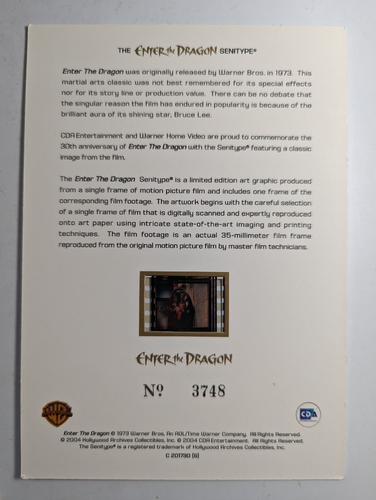 THE ENTER the DRAGON SENITYPE®
Enter The Dragon was originally released by Warner Bros. in 1973. This
martial arts classic was not best remembered for its special effects
nor for its story line or production value. There can be no debate that
the singular reason the film has endured in popularity is because of the
brilliant aura of its shining star, Bruce Lee.
CDA Entertainment and Warner Home Video are proud to commemorate the
30th anniversary of Enter The Dragon with the Senitype® featuring a classic
image from the film.
The Enter The Dragon Senitype® is a limited edition art graphic produced
from a single frame of motion picture film and includes one frame of the
corresponding film footage. The artwork begins with the careful selection
of a single frame of film that is digitally scanned and expertly reproduced
onto art paper using intricate state-of-the-art imaging and printing
techniques. The film footage is an actual 35-millimeter film frame
reproduced from the original motion picture film by master film technicians.
ENTER the DRAGON
Nº 3748
WB
CDA
Enter The Dragon © 1973 Warner Bros. An AOL/Time Warner Company. All Rights Reserved.
© 2004 Hollywood Archives Collectibles, Inc. © 2004 CDA Entertainment. All Rights Reserved.
The Senitype® is a registered trademark of Hollywood Archives Collectibles, Inc.
C 201790 (6)